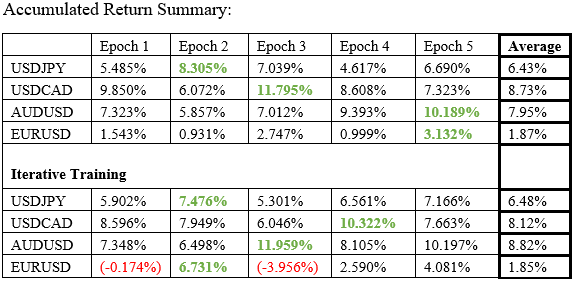 Accumulated Return Summary:
Epoch 1 Epoch 2 Epoch 3 Epoch 4 Epoch 5 Average
USDJPY 5.485% 8.305% 7.039% 4.617% 6.690% 6.43%
USDCAD 9.850% 6.072% 11.795% 8.608% 7.323% 8.73%
AUDUSD 7.323% 5.857% 7.012% 9.393% 10.189% 7.95%
EURUSD 1.543% 0.931% 2.747% 0.999% 3.132% 1.87%
Iterative Training
USDJPY 5.902% 7.476% 5.301% 6.561% 7.166% 6.48%
USDCAD 8.596% 7.949% 6.046% 10.322% 7.663% 8.12%
AUDUSD 7.348% 6.498% 11.959% 8.105% 10.197% 8.82%
EURUSD (-0.174%) 6.731% (-3.956%) 2.590% 4.081% 1.85%